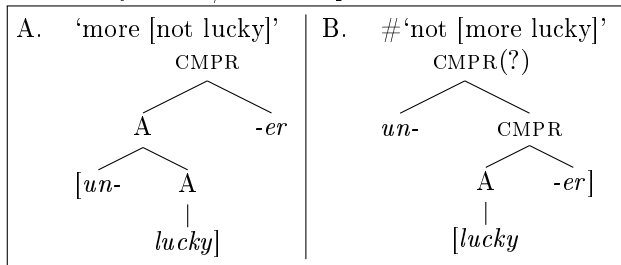 A. ‘more [not lucky]’
CMPR
A -er
[un- A
lucky]
B. #‘not [more lucky]’
CMPR(?)
un- CMPR
A -er]
[lucky